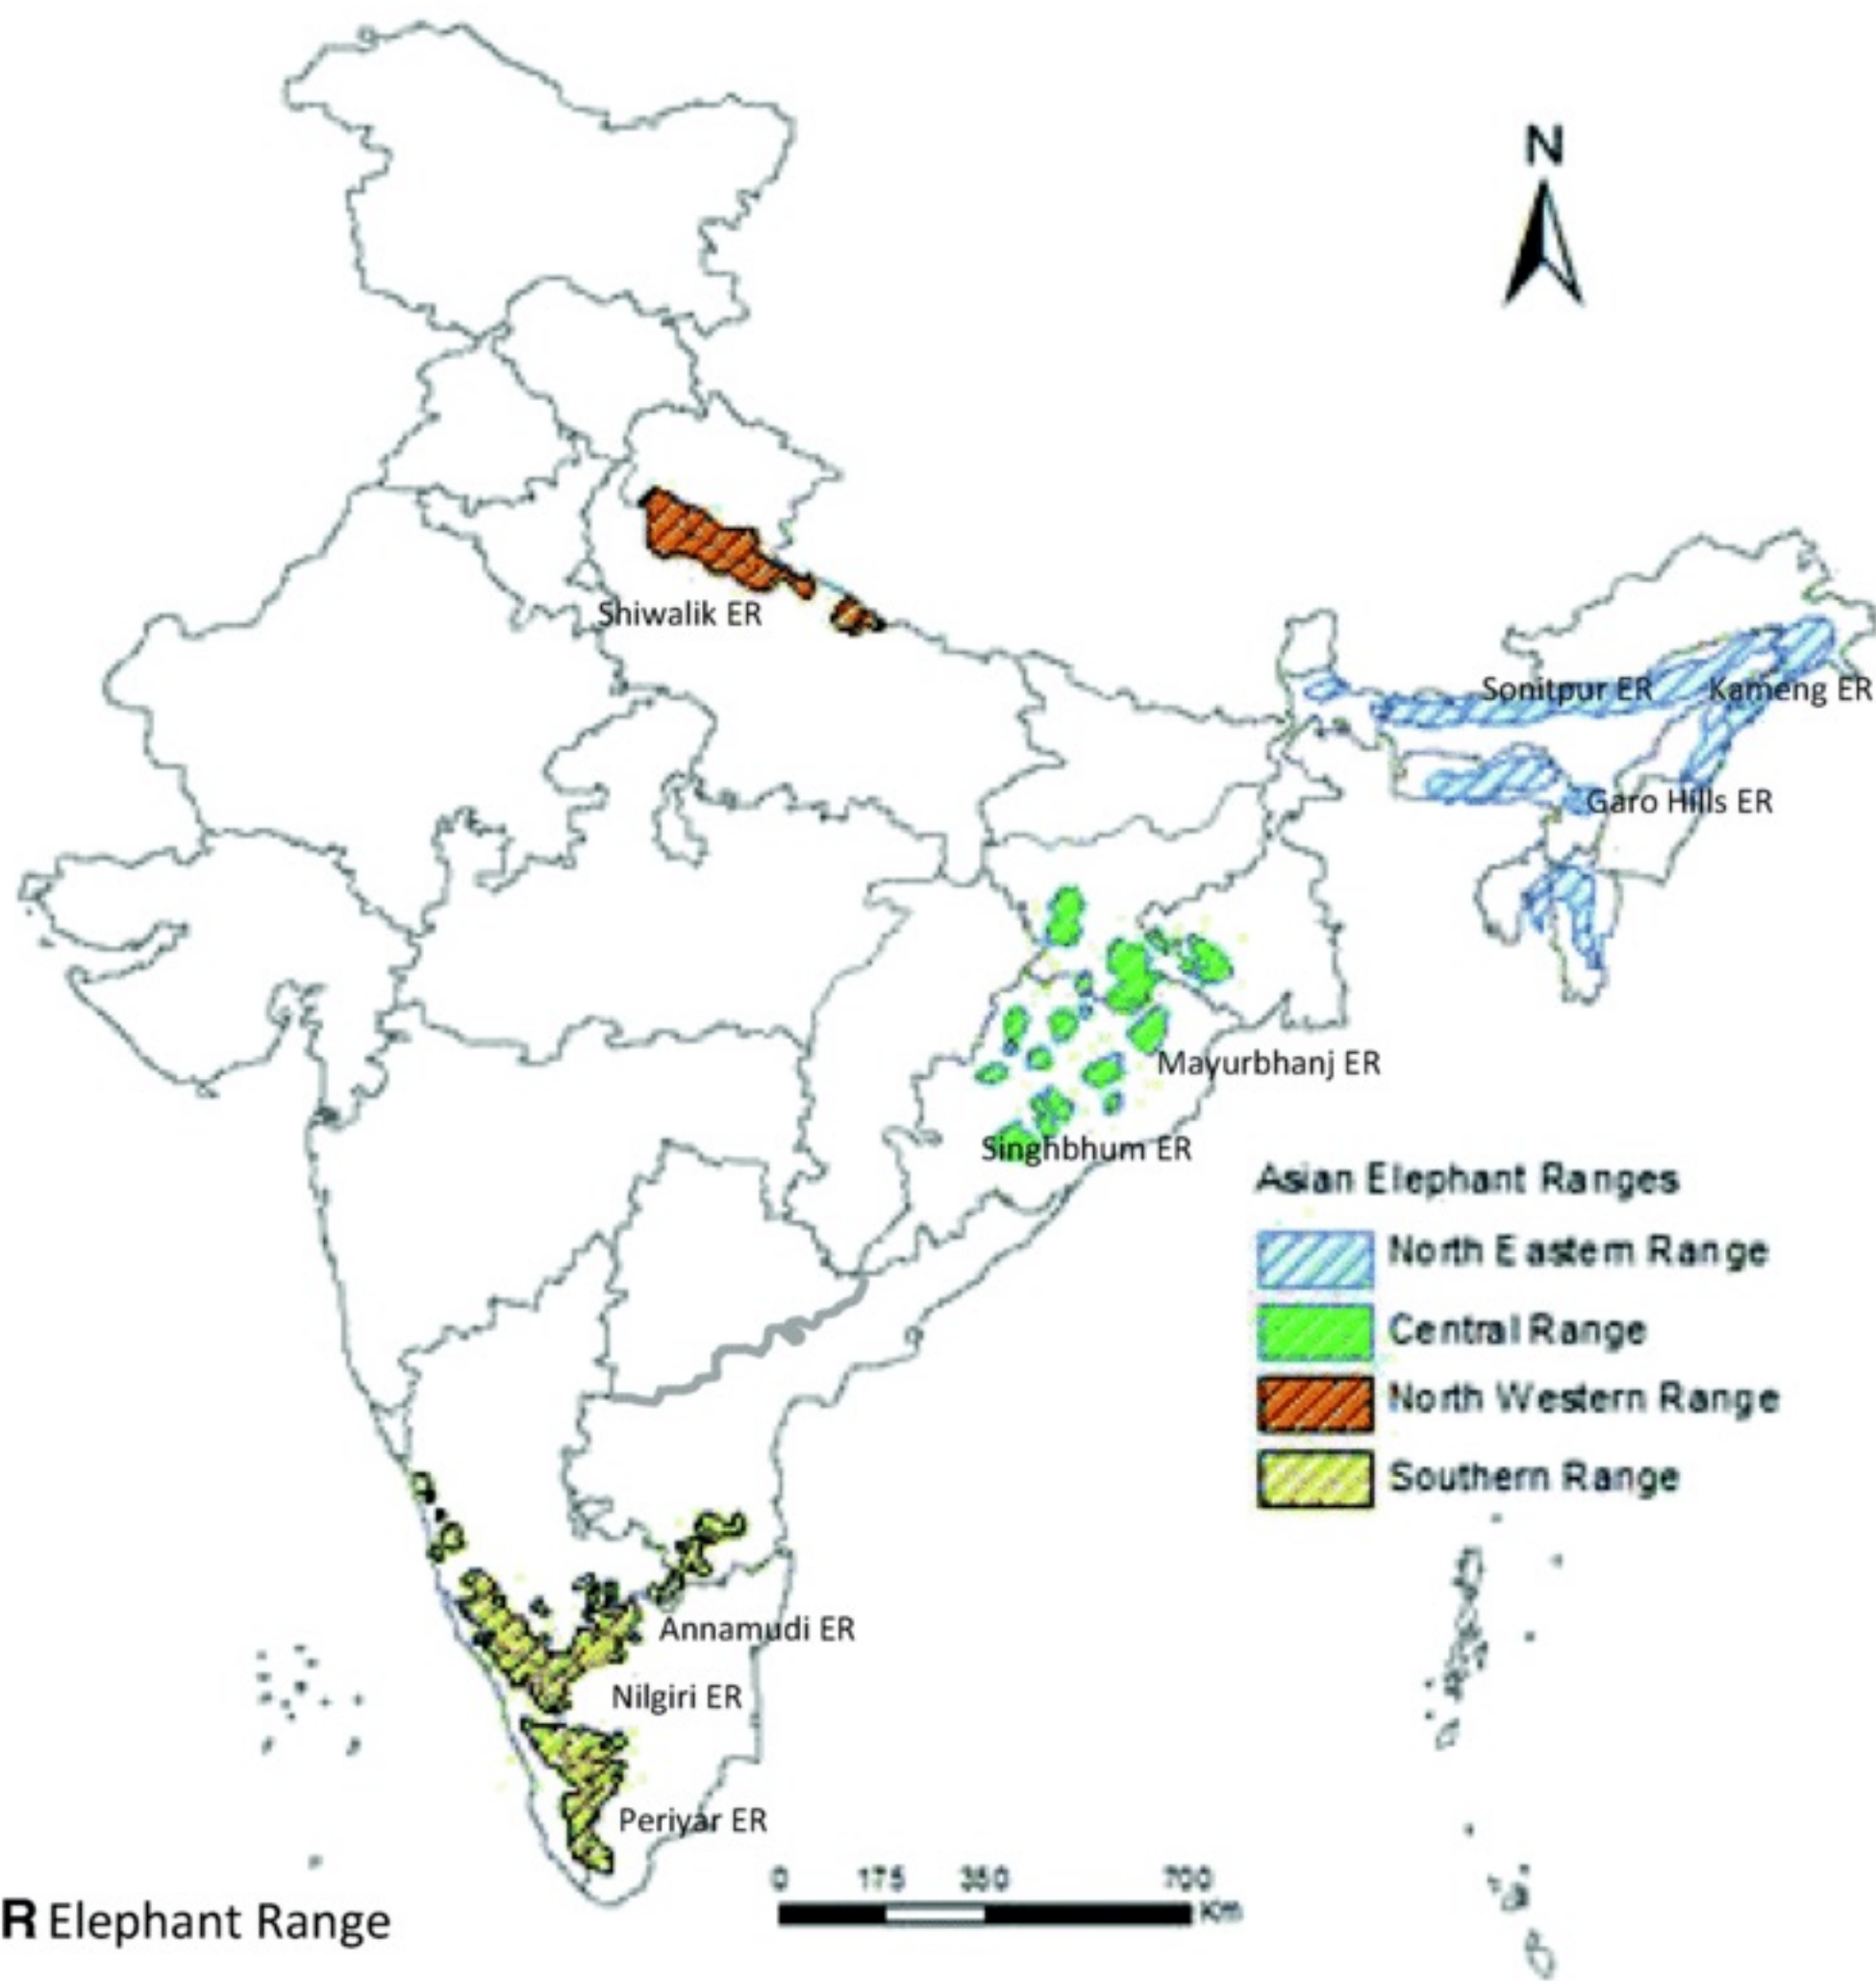 N
Shiwalik ER
Sonitpur ER
Kameng ER
Garo Hills ER
Mayurbhanj ER
Singhbhum ER
Asian Elephant Ranges
North Eastern Range
Central Range
North Western Range
Southern Range
Annamudi ER
Nilgiri ER
Periyar ER
0 175 350 700
Km
R Elephant Range